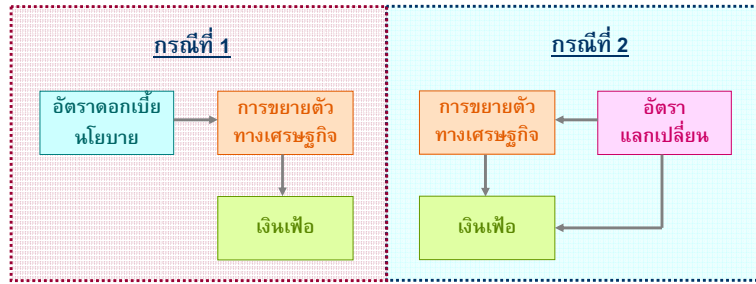 กรณีที่ 1
อัตราดอกเบี้ย
นโยบาย
การขยายตัว
ทางเศรษฐกิจ
เงินเฟ้อ
กรณีที่ 2
การขยายตัว
ทางเศรษฐกิจ
อัตรา
แลกเปลี่ยน
เงินเฟ้อ